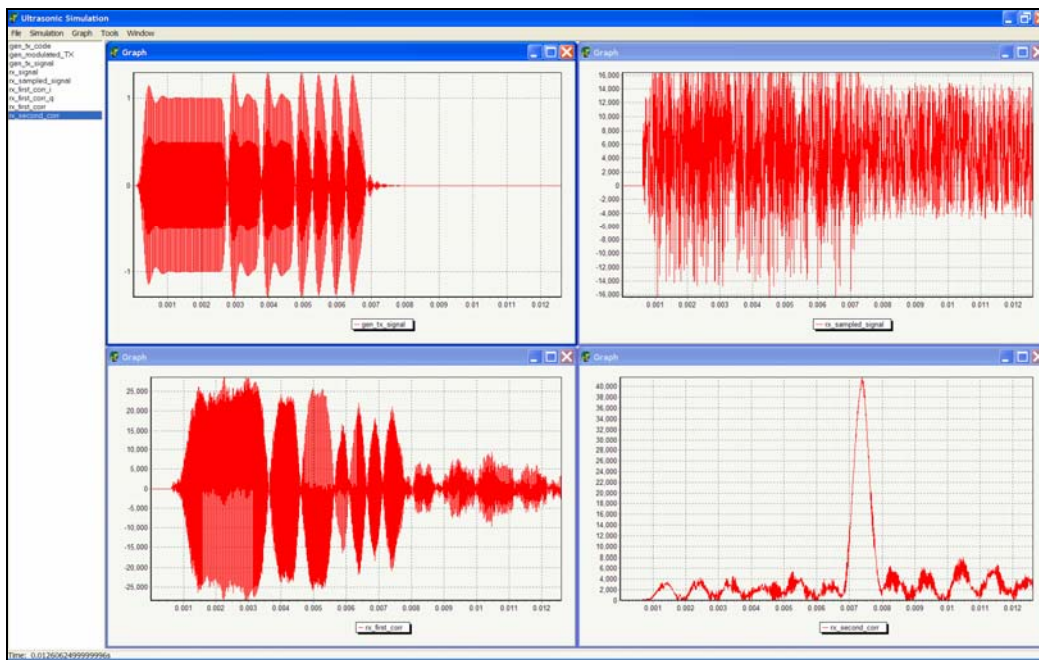 Ultrasonic Simulation
File Simulation Graph Tools Window
gen_tx_code
gen_modulated_TX
gen_tx_signal
rx_signal
rx_sampled_signal
rx_first_corr_i
rx_first_corr_q
rx_first_corr
rx_second_corr
Graph
1
0
-1
0.001 0.002 0.003 0.004 0.005 0.006 0.007 0.008 0.009 0.010 0.011 0.012
gen_tx_signal
Graph
16,000
14,000
12,000
10,000
8,000
6,000
4,000
2,000
0
-2,000
-4,000
-6,000
-8,000
-10,000
-12,000
-14,000
-16,000
0.001 0.002 0.003 0.004 0.005 0.006 0.007 0.008 0.009 0.010 0.011 0.012
rx_sampled_signal
Graph
25,000
20,000
15,000
10,000
5,000
0
-5,000
-10,000
-15,000
-20,000
-25,000
0.001 0.002 0.003 0.004 0.005 0.006 0.007 0.008 0.009 0.010 0.011 0.012
rx_first_corr
Graph
40,000
38,000
36,000
34,000
32,000
30,000
28,000
26,000
24,000
22,000
20,000
18,000
16,000
14,000
12,000
10,000
8,000
6,000
4,000
2,000
0
0.001 0.002 0.003 0.004 0.005 0.006 0.007 0.008 0.009 0.010 0.011 0.012
rx_second_corr
Time: 0.0126062499999996s